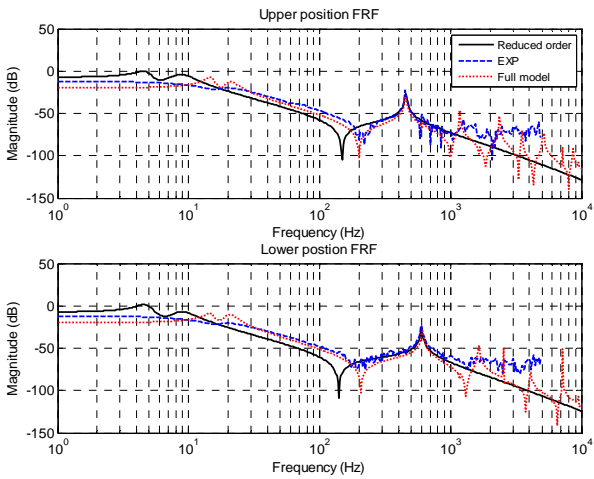 Upper position FRF
50
0
-50
-100
-150
Magnitude (dB)
Reduced order
EXP
Full model
10^0
10^1
10^2
10^3
10^4
Frequency (Hz)
Lower position FRF
50
0
-50
-100
-150
Magnitude (dB)
10^0
10^1
10^2
10^3
10^4
Frequency (Hz)